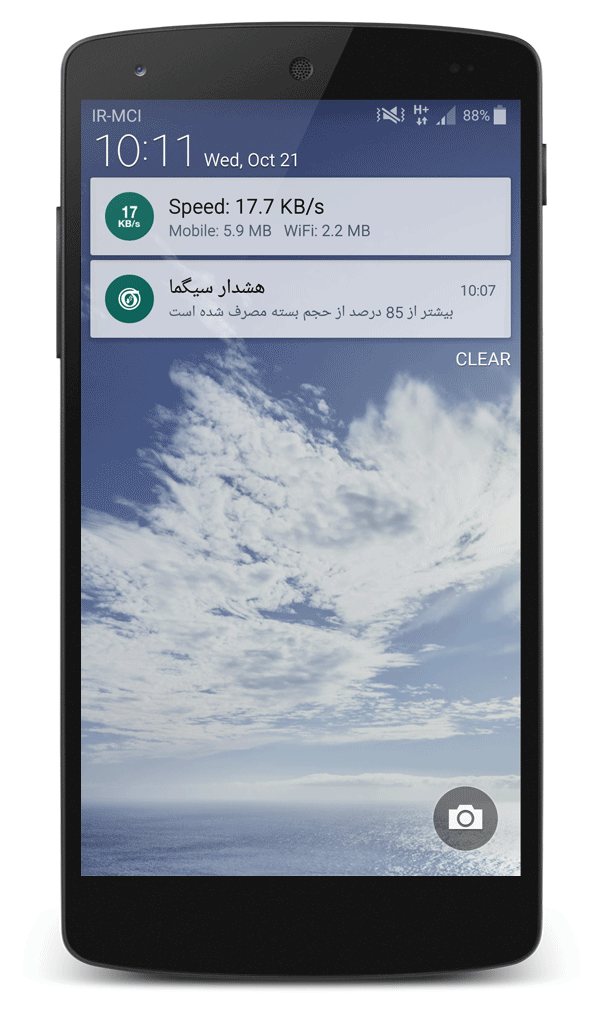 IR-MCI
H+
88%
10:11 Wed, Oct 21
17
KB/s
Speed: 17.7 KB/s
Mobile: 5.9 MB WiFi: 2.2 MB
هشدار سیگما
10:07
بیشتر از 85 درصد از حجم بسته مصرف شده است
CLEAR